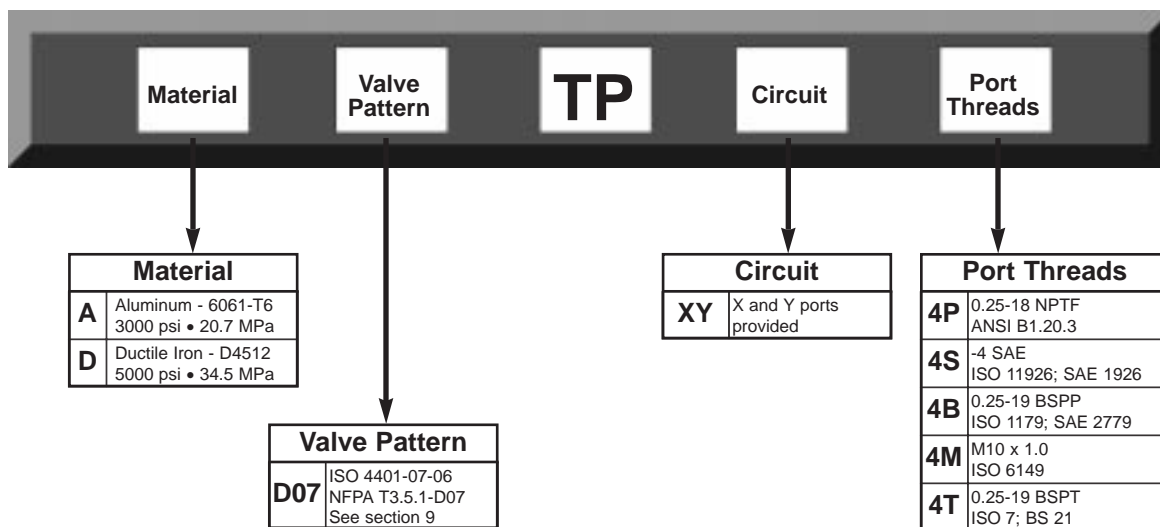 Material
Valve
Pattern
TP
Circuit
Port
Threads
Material
A
Aluminum - 6061-T6
3000 psi • 20.7 MPa
D
Ductile Iron - D4512
5000 psi • 34.5 MPa
Valve Pattern
D07
ISO 4401-07-06
NFPA T3.5.1-D07
See section 9
Circuit
XY
X and Y ports
provided
Port Threads
4P
0.25-18 NPTF
ANSI B1.20.3
4S
-4 SAE
ISO 11926; SAE 1926
4B
0.25-19 BSPP
ISO 1179; SAE 2779
4M
M10 x 1.0
ISO 6149
4T
0.25-19 BSPT
ISO 7; BS 21